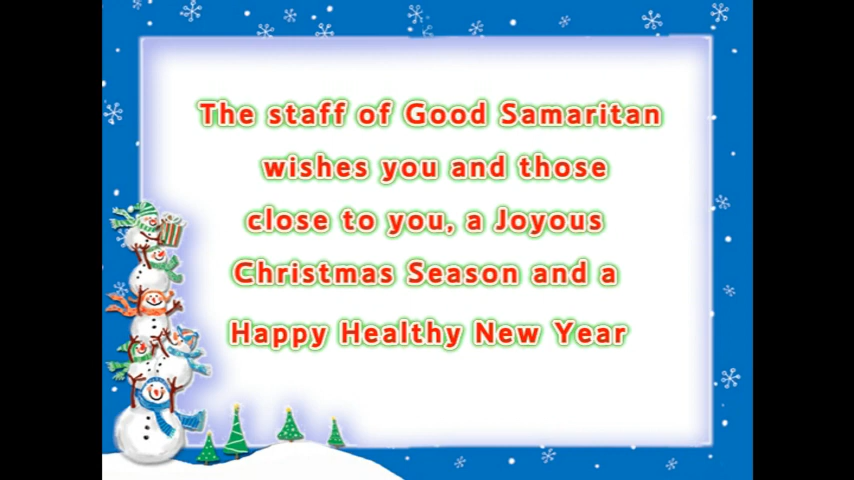 The staff of Good Samaritan
wishes you and those
close to you, a Joyous
Christmas Season and a
Happy Healthy New Year